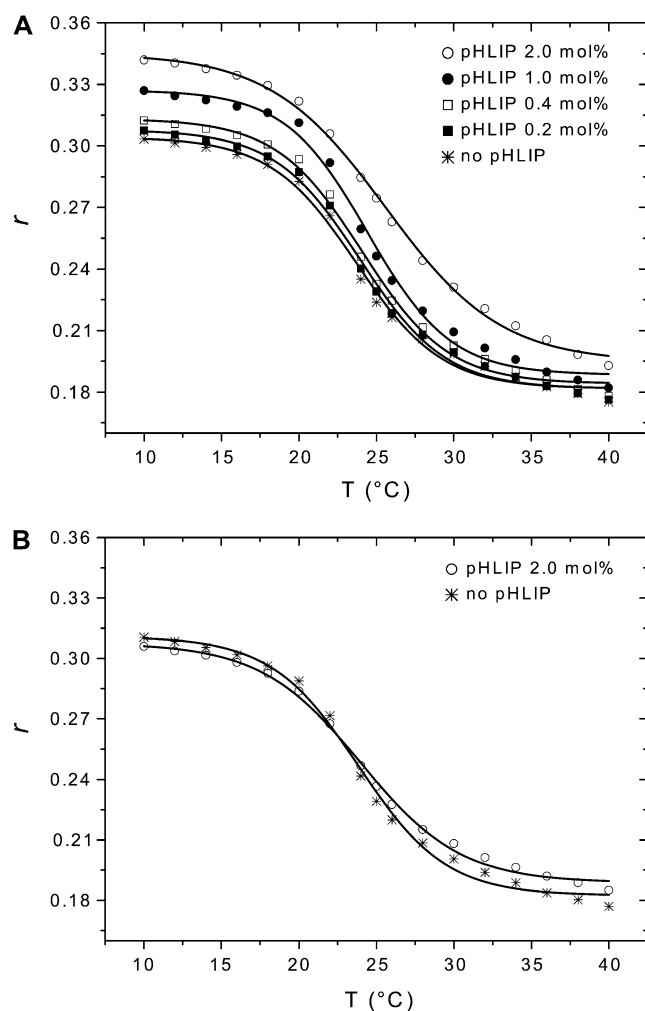 A
0.36
0.33
0.30
0.27
0.24
0.21
0.18
r
pHLIP 2.0 mol%
pHLIP 1.0 mol%
pHLIP 0.4 mol%
pHLIP 0.2 mol%
no pHLIP
10 15 20 25 30 35 40
T (°C)
B
0.36
0.33
0.30
0.27
0.24
0.21
0.18
r
pHLIP 2.0 mol%
no pHLIP
10 15 20 25 30 35 40
T (°C)